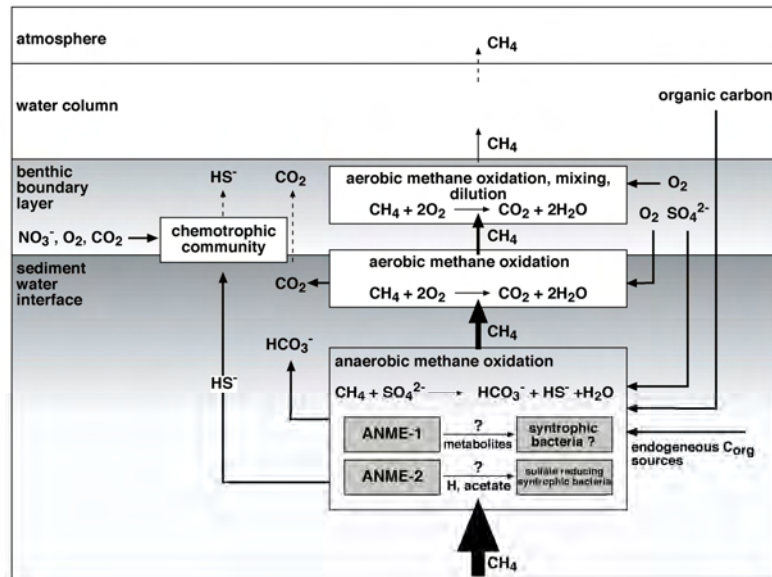 atmosphere
CH₄
water column
organic carbon
CH₄
benthic
boundary
layer
HS⁻
CO₂
aerobic methane oxidation, mixing,
dilution
CH₄ + 2O₂ → CO₂ + 2H₂O
O₂
O₂ SO₄²⁻
NO₃⁻, O₂, CO₂
chemotrophic
community
CH₄
sediment
water
interface
CO₂
aerobic methane oxidation
CH₄ + 2O₂ → CO₂ + 2H₂O
CH₄
HCO₃⁻
anaerobic methane oxidation
HS⁻
CH₄ + SO₄²⁻ → HCO₃⁻ + HS⁻ +H₂O
ANME-1
?
metabolites
syntrophic
bacteria ?
endogeneous Corg
sources
ANME-2
?
H, acetate
sulfate reducing
syntrophic bacteria
CH₄